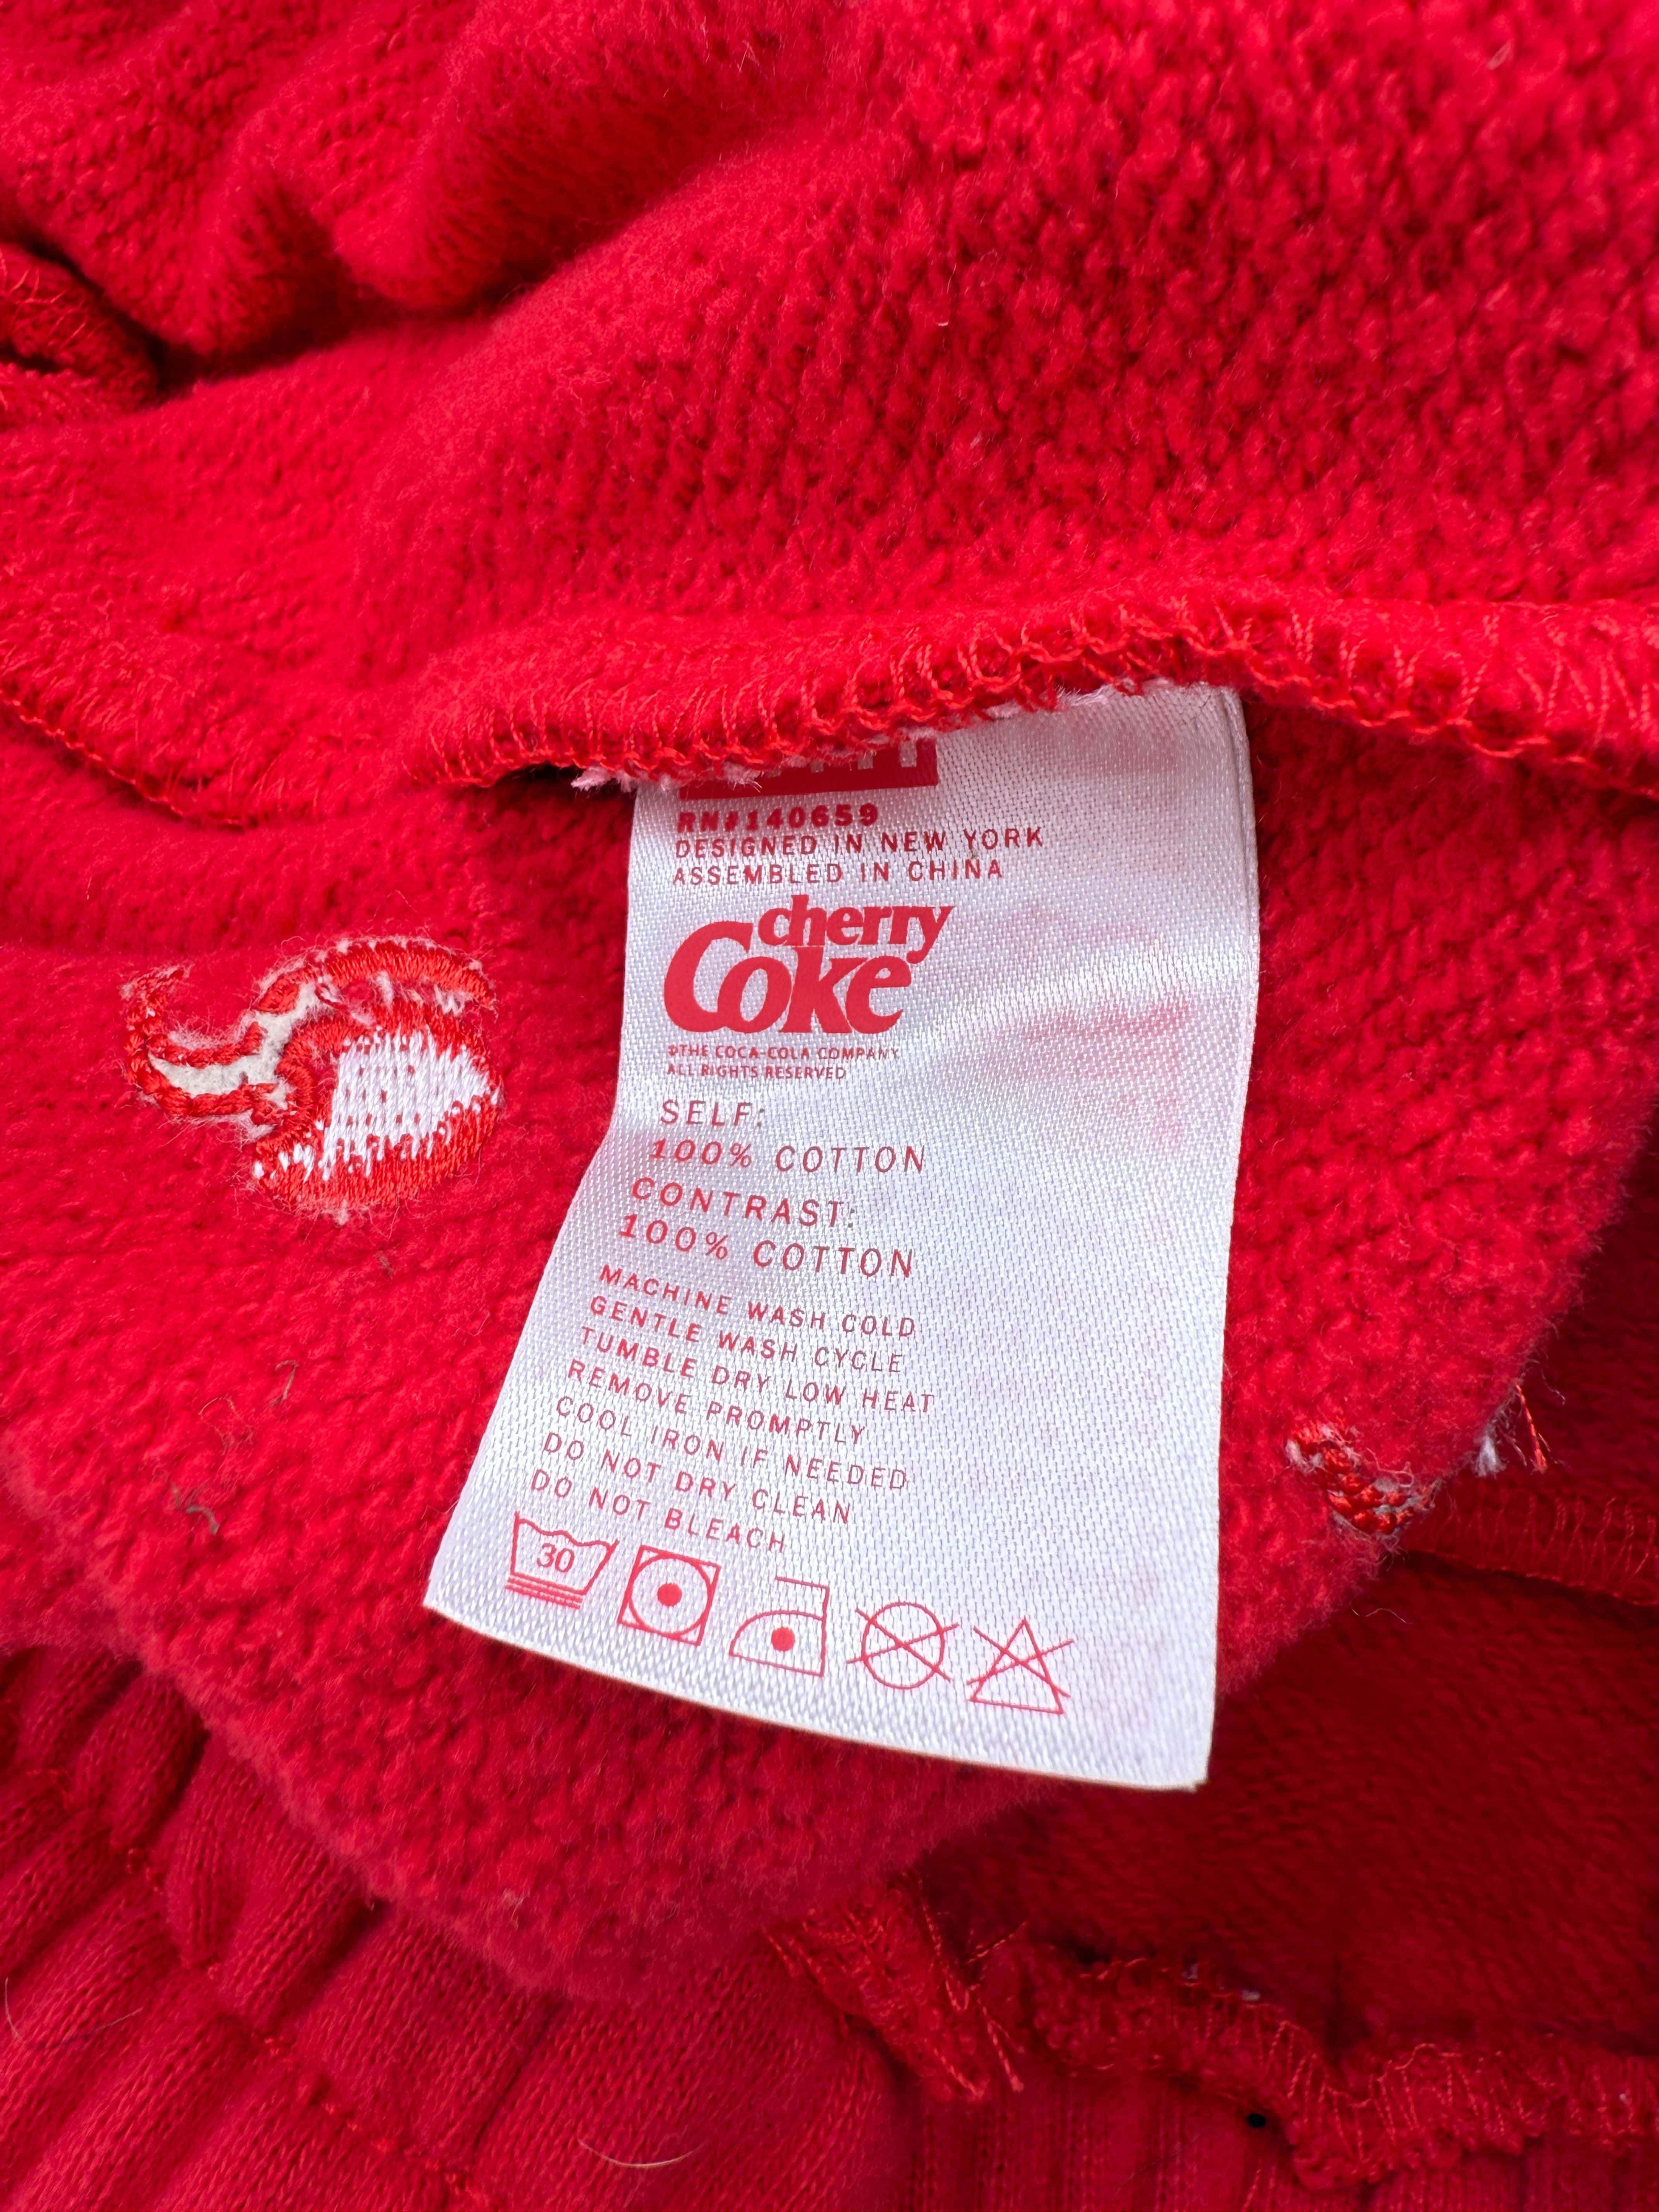 RN#140659
DESIGNED IN NEW YORK
ASSEMBLED IN CHINA
cherry
Coke
©THE COCA-COLA COMPANY
ALL RIGHTS RESERVED
SELF:
100% COTTON
CONTRAST:
100% COTTON
MACHINE WASH COLD
GENTLE WASH CYCLE
TUMBLE DRY LOW HEAT
REMOVE PROMPTLY
COOL IRON IF NEEDED
DO NOT DRY CLEAN
DO NOT BLEACH
30